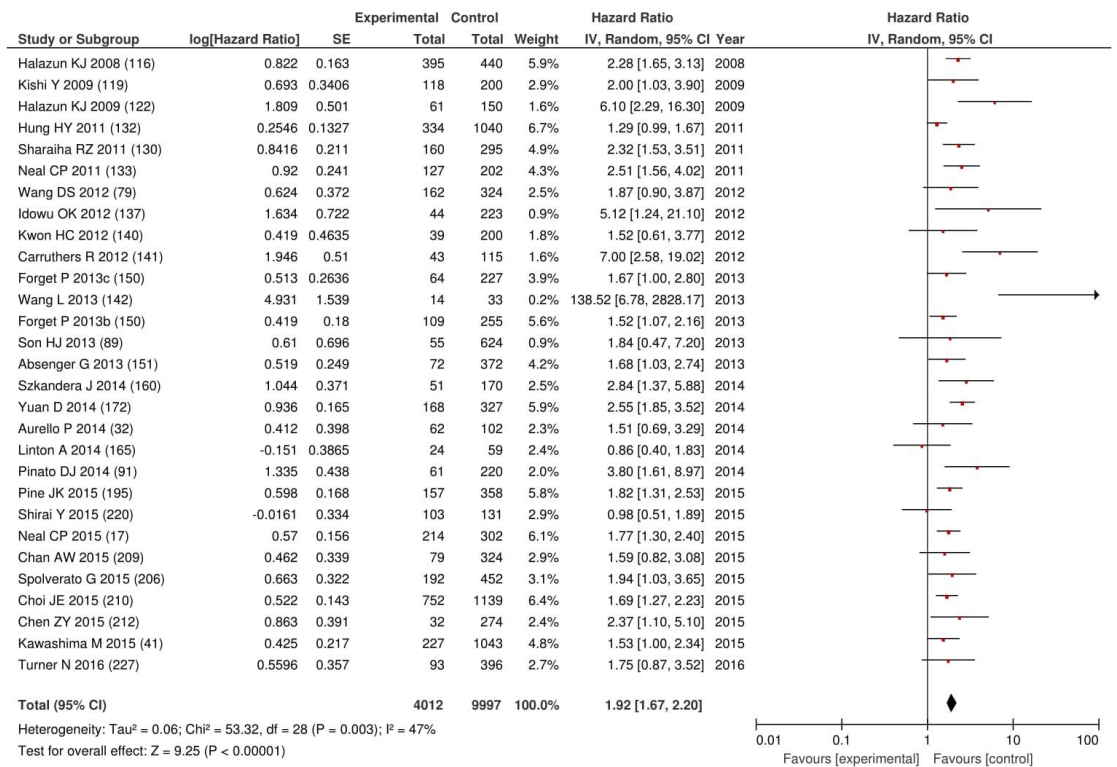 Experimental Control Hazard Ratio Hazard Ratio
Study or Subgroup log[Hazard Ratio] SE Total Total Weight IV, Random, 95% CI Year IV, Random, 95% CI
Halazun KJ 2008 (116) 0.822 0.163 395 440 5.9% 2.28 [1.65, 3.13] 2008
Kishi Y 2009 (119) 0.693 0.3406 118 200 2.9% 2.00 [1.03, 3.90] 2009
Halazun KJ 2009 (122) 1.809 0.501 61 150 1.6% 6.10 [2.29, 16.30] 2009
Hung HY 2011 (132) 0.2546 0.1327 334 1040 6.7% 1.29 [0.99, 1.67] 2011
Sharaiha RZ 2011 (130) 0.8416 0.211 160 295 4.9% 2.32 [1.53, 3.51] 2011
Neal CP 2011 (133) 0.92 0.241 127 202 4.3% 2.51 [1.56, 4.02] 2011
Wang DS 2012 (79) 0.624 0.372 162 324 2.5% 1.87 [0.90, 3.87] 2012
Idowu OK 2012 (137) 1.634 0.722 44 223 0.9% 5.12 [1.24, 21.10] 2012
Kwon HC 2012 (140) 0.419 0.4635 39 200 1.8% 1.52 [0.61, 3.77] 2012
Carruthers R 2012 (141) 1.946 0.51 43 115 1.6% 7.00 [2.58, 19.02] 2012
Forget P 2013c (150) 0.513 0.2636 64 227 3.9% 1.67 [1.00, 2.80] 2013
Wang L 2013 (142) 4.931 1.539 14 33 0.2% 138.52 [6.78, 2828.17] 2013
Forget P 2013b (150) 0.419 0.18 109 255 5.6% 1.52 [1.07, 2.16] 2013
Son HJ 2013 (89) 0.61 0.696 55 624 0.9% 1.84 [0.47, 7.20] 2013
Absenger G 2013 (151) 0.519 0.249 72 372 4.2% 1.68 [1.03, 2.74] 2013
Szkandera J 2014 (160) 1.044 0.371 51 170 2.5% 2.84 [1.37, 5.88] 2014
Yuan D 2014 (172) 0.936 0.165 168 327 5.9% 2.55 [1.85, 3.52] 2014
Aurello P 2014 (32) 0.412 0.398 62 102 2.3% 1.51 [0.69, 3.29] 2014
Linton A 2014 (165) -0.151 0.3865 24 59 2.4% 0.86 [0.40, 1.83] 2014
Pinato DJ 2014 (91) 1.335 0.438 61 220 2.0% 3.80 [1.61, 8.97] 2014
Pine JK 2015 (195) 0.598 0.168 157 358 5.8% 1.82 [1.31, 2.53] 2015
Shirai Y 2015 (220) -0.0161 0.334 103 131 2.9% 0.98 [0.51, 1.89] 2015
Neal CP 2015 (17) 0.57 0.156 214 302 6.1% 1.77 [1.30, 2.40] 2015
Chan AW 2015 (209) 0.462 0.339 79 324 2.9% 1.59 [0.82, 3.08] 2015
Spolverato G 2015 (206) 0.663 0.322 192 452 3.1% 1.94 [1.03, 3.65] 2015
Choi JE 2015 (210) 0.522 0.143 752 1139 6.4% 1.69 [1.27, 2.23] 2015
Chen ZY 2015 (212) 0.863 0.391 32 274 2.3% 2.37 [1.10, 5.10] 2015
Kawashima M 2015 (41) 0.425 0.217 227 1043 4.8% 1.53 [1.00, 2.34] 2015
Turner N 2016 (227) 0.5596 0.357 93 396 2.7% 1.75 [0.87, 3.52] 2016
Total (95% CI) 4012 9997 100.0% 1.92 [1.67, 2.20]
Heterogeneity: Tau² = 0.06; Chi² = 53.32, df = 28 (P = 0.003); I² = 47%
Test for overall effect: Z = 9.25 (P < 0.00001)
0.01 0.1 1 10 100
Favours [experimental] Favours [control]